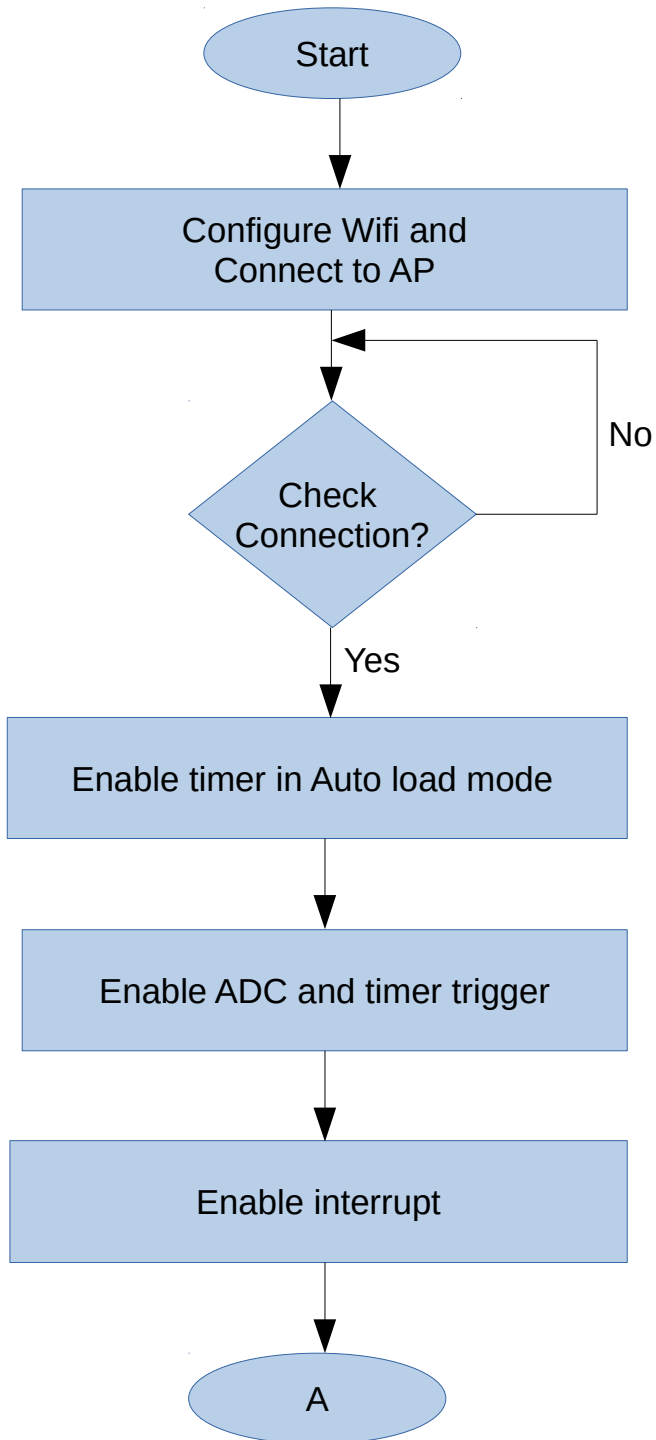 Start
Configure Wifi and
Connect to AP
No
Check
Connection?
Yes
Enable timer in Auto load mode
Enable ADC and timer trigger
Enable interrupt
A